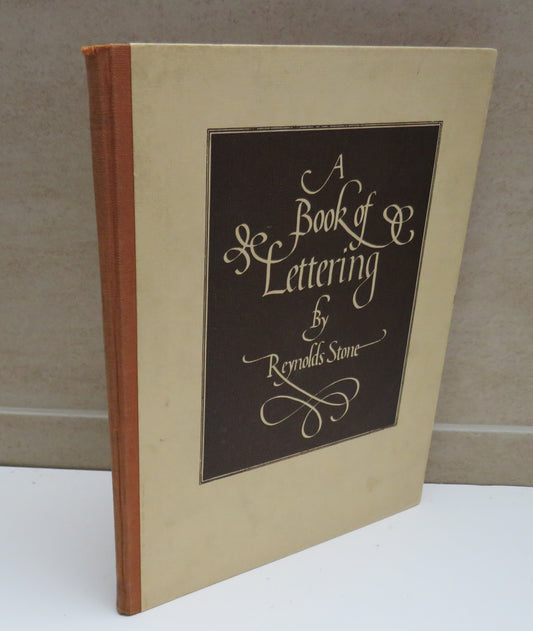 A
Book of
Lettering
By
Reynolds Stone